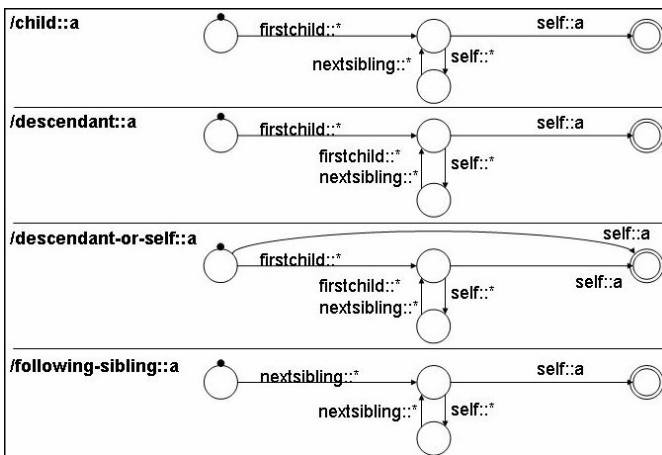 /child::a
firstchild::*
self::a
nextsibling::*
self::*
/descendant::a
firstchild::*
self::a
firstchild::*
nextsibling::*
self::*
/descendant-or-self::a
self::a
firstchild::*
self::a
firstchild::*
nextsibling::*
self::*
/following-sibling::a
nextsibling::*
self::a
nextsibling::*
self::*